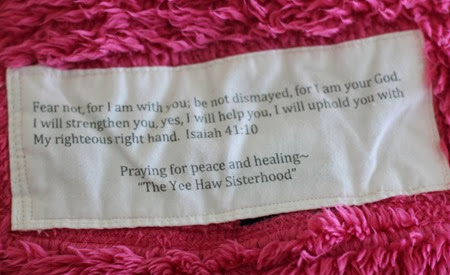 Fear not, for I am with you; be not dismayed, for I am your God.
I will strengthen you, yes, I will help you, I will uphold you with
My righteous right hand. Isaiah 41:10
Praying for peace and healing~
"The Yee Haw Sisterhood"